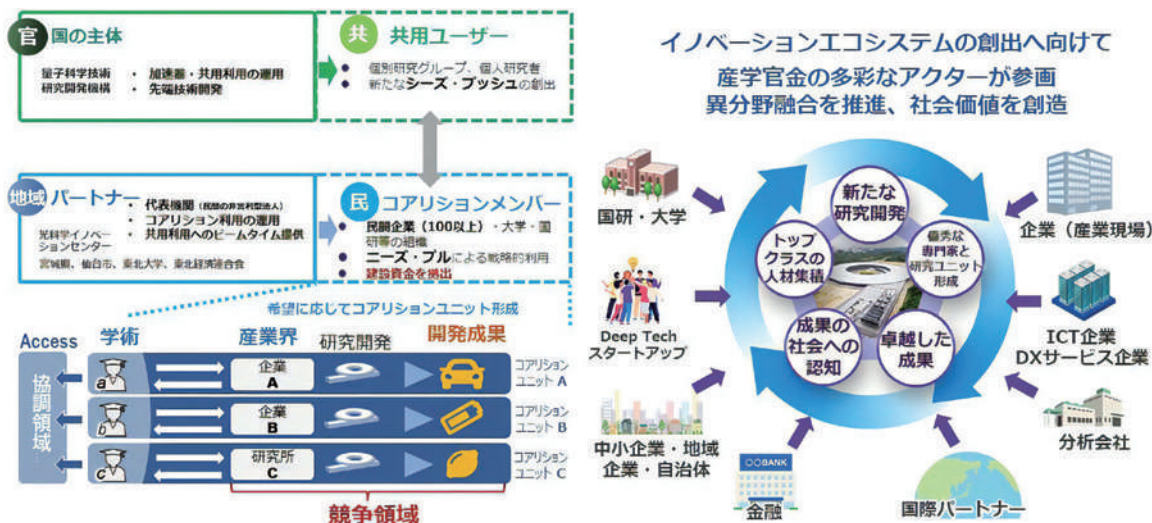 官 国の主体
量子科学技術
研究開発機構
・ 加速器・共用利用の運用
・ 先端技術開発
共 共用ユーザー
● 個別研究グループ、個人研究者
● 新たなシーズ・プッシュの創出
地域 パートナー
・ 代表機関（民間の非営利型法人）
・ コアリション利用の運用
・ 共用利用へのビームタイム提供
光科学イノベー
ションセンター
宮城県、仙台市、東北大学、東北経済連合会
民 コアリションメンバー
● 民間企業（100以上）・大学・国
研等の組織
● ニーズ・プルによる戦略的利用
● 建設資金を拠出
希望に応じてコアリションユニット形成
Access 学術 産業界 研究開発 開発成果
協調領域
a 企業 A コアリション ユニット A
b 企業 B コアリション ユニット B
c 研究所 C コアリション ユニット C
競争領域
イノベーションエコシステムの創出へ向けて
産学官金の多彩なアクターが参画
異分野融合を推進、社会価値を創造
国研・大学
Deep Tech
スタートアップ
中小企業・地域
企業・自治体
○○BANK
金融
国際パートナー
分析会社
ICT企業
DXサービス企業
企業（産業現場）
新たな
研究開発
優秀な
専門家と
研究ユニット
形成
卓越した
成果
成果の
社会への
認知
トップ
クラスの
人材集積